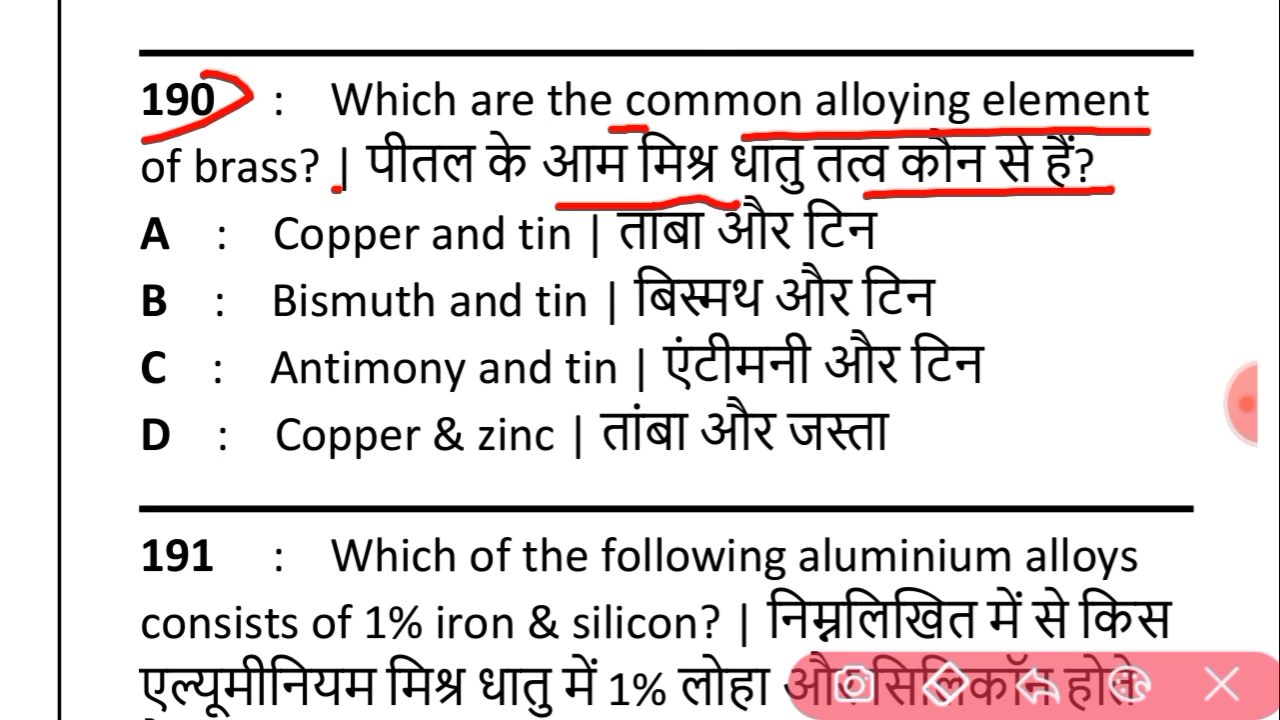 190 : Which are the common alloying element
of brass? | पीतल के आम मिश्र धातु तत्व कौन से हैं?
A : Copper and tin | तांबा और टिन
B : Bismuth and tin | बिस्मथ और टिन
C : Antimony and tin | एंटीमनी और टिन
D : Copper & zinc | तांबा और जस्ता
191 : Which of the following aluminium alloys
consists of 1% iron & silicon? | निम्नलिखित में से किस
एल्यूमीनियम मिश्र धातु में 1% लोहा और सिलिकॉन होते